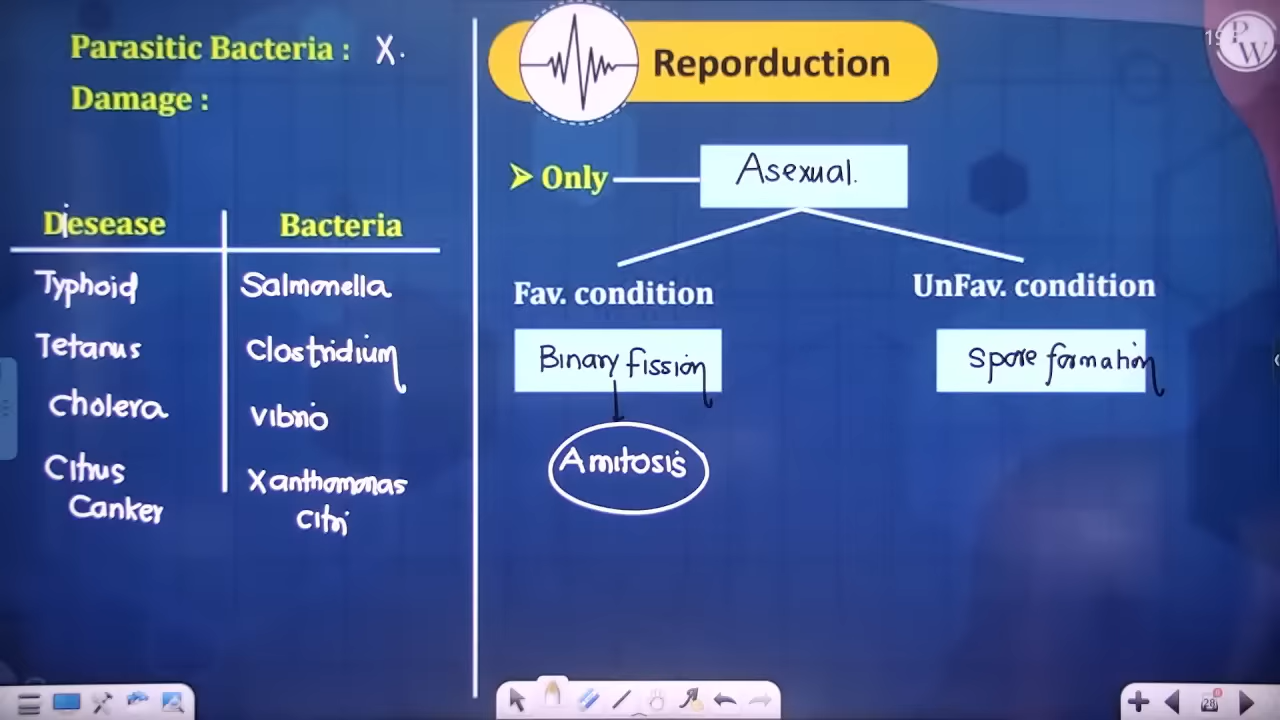 Parasitic Bacteria : X.
Damage :
Diesease Bacteria
Typhoid Salmonella
Tetanus Clostridium
Cholera Vibrio
Citrus Canker Xanthomonas Citri
Reporduction
PW
➤ Only Asexual.
Fav. condition UnFav. condition
Binary fission Spore formation
Amitosis
28